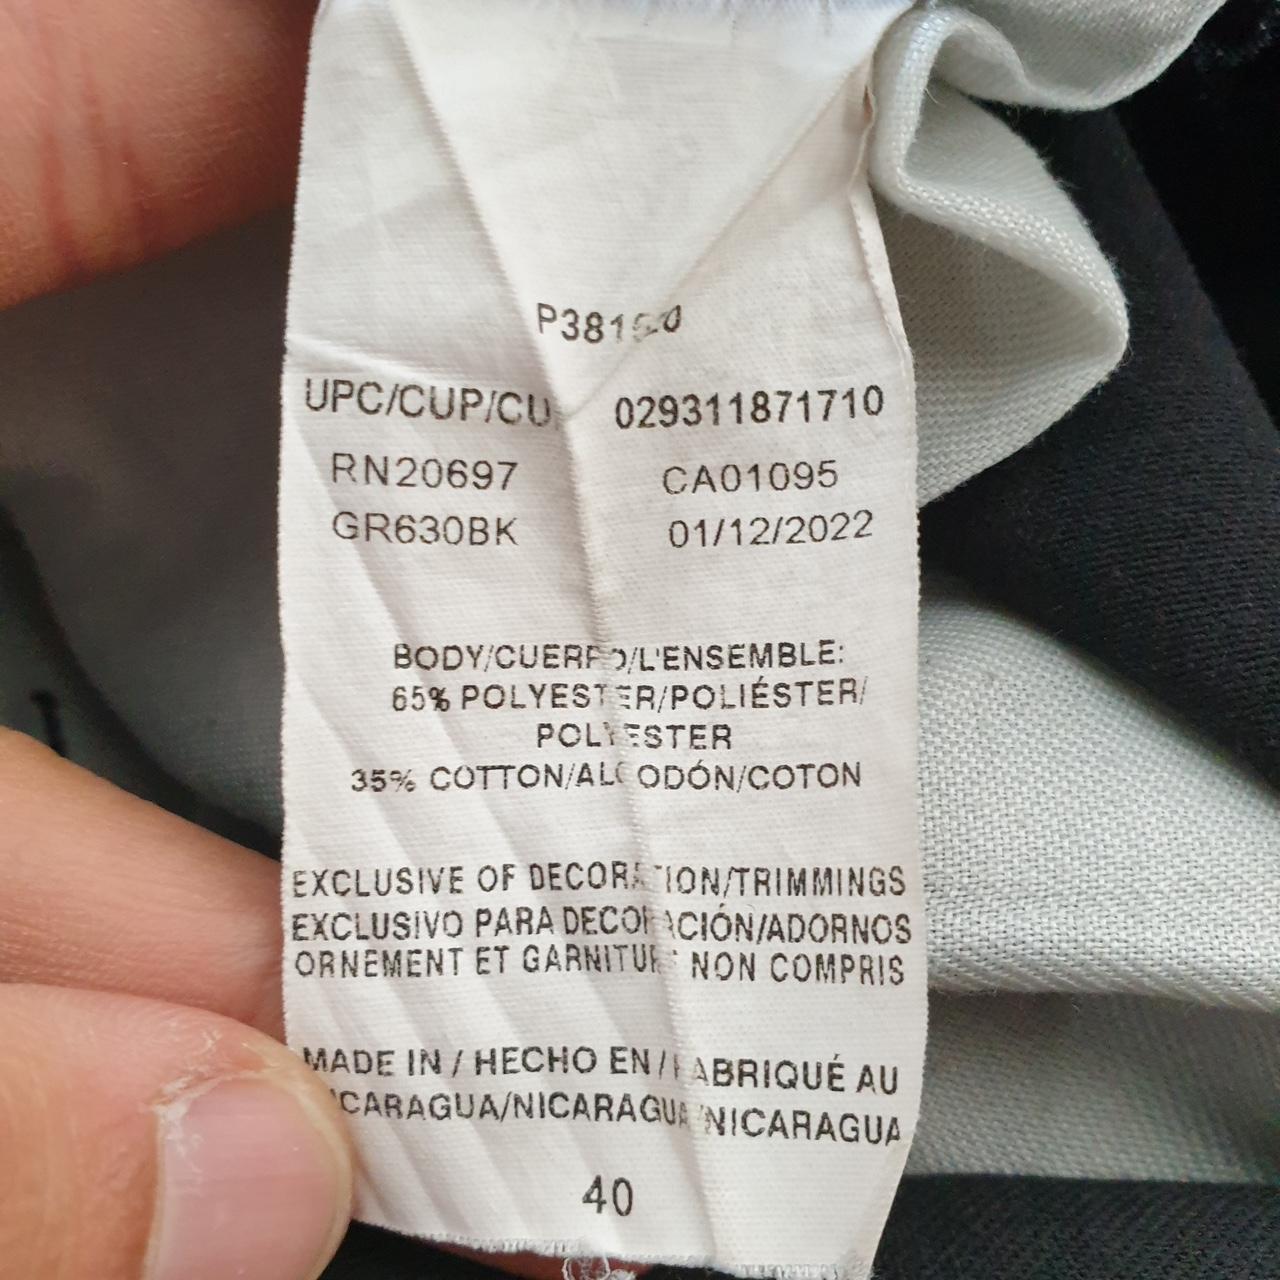 UPC/CUP/CU 029311871710
RN20697 CA01095
GR630BK 01/12/2022
BODY/CUERPO/L'ENSEMBLE:
65% POLYESTER/POLIÉSTER/
POLYESTER
35% COTTON/ALGODÓN/COTON
EXCLUSIVE OF DECORATION/TRIMMINGS
EXCLUSIVO PARA DECORACIÓN/ADORNOS
ORNEMENT ET GARNITURE NON COMPRIS
MADE IN / HECHO EN / FABRIQUÉ AU
NICARAGUA/NICARAGUA/NICARAGUA
40